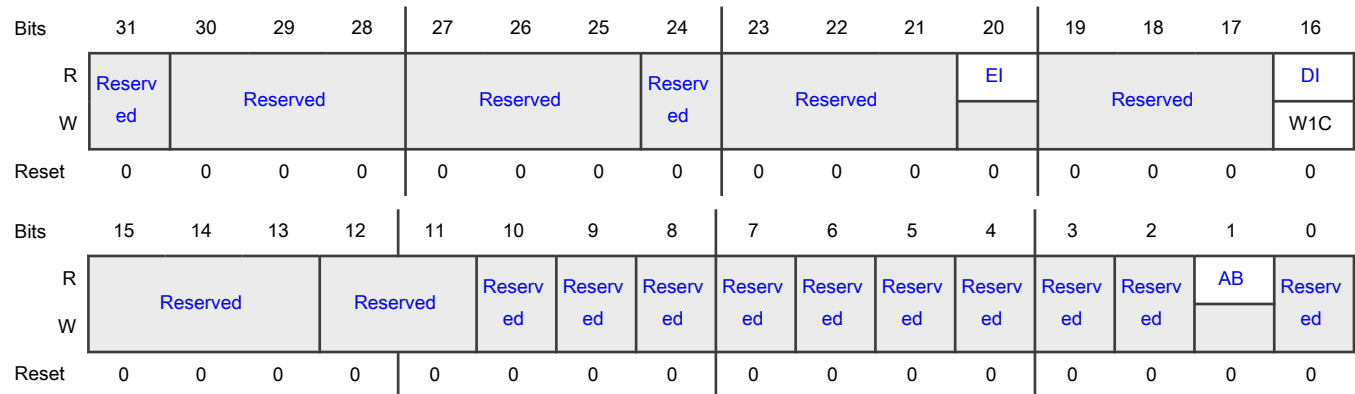 Bits 31 30 29 28 27 26 25 24 23 22 21 20 19 18 17 16
R Reserv ed Reserved Reserved Reserv ed Reserved EI Reserved DI
W W1C
Reset 0 0 0 0 0 0 0 0 0 0 0 0 0 0 0 0
Bits 15 14 13 12 11 10 9 8 7 6 5 4 3 2 1 0
R Reserved Reserved Reserv ed Reserv ed Reserv ed Reserv ed Reserv ed Reserv ed Reserv ed Reserv ed Reserv ed AB Reserv ed
W
Reset 0 0 0 0 0 0 0 0 0 0 0 0 0 0 0 0